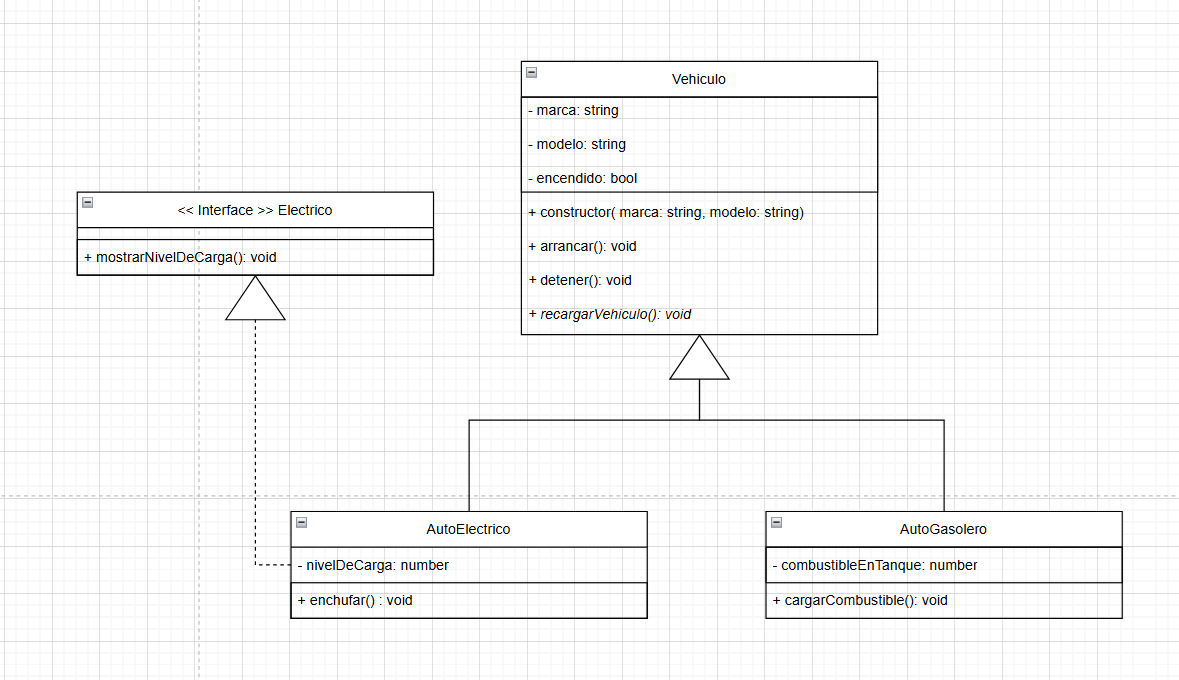 Vehiculo
- marca: string
- modelo: string
- encendido: bool
+ constructor( marca: string, modelo: string)
+ arrancar(): void
+ detener(): void
+ recargarVehiculo(): void
<< Interface >> Electrico
+ mostrarNivelDeCarga(): void
AutoElectrico
- nivelDeCarga: number
+ enchufar() : void
AutoGasolero
- combustibleEnTanque: number
+ cargarCombustible(): void